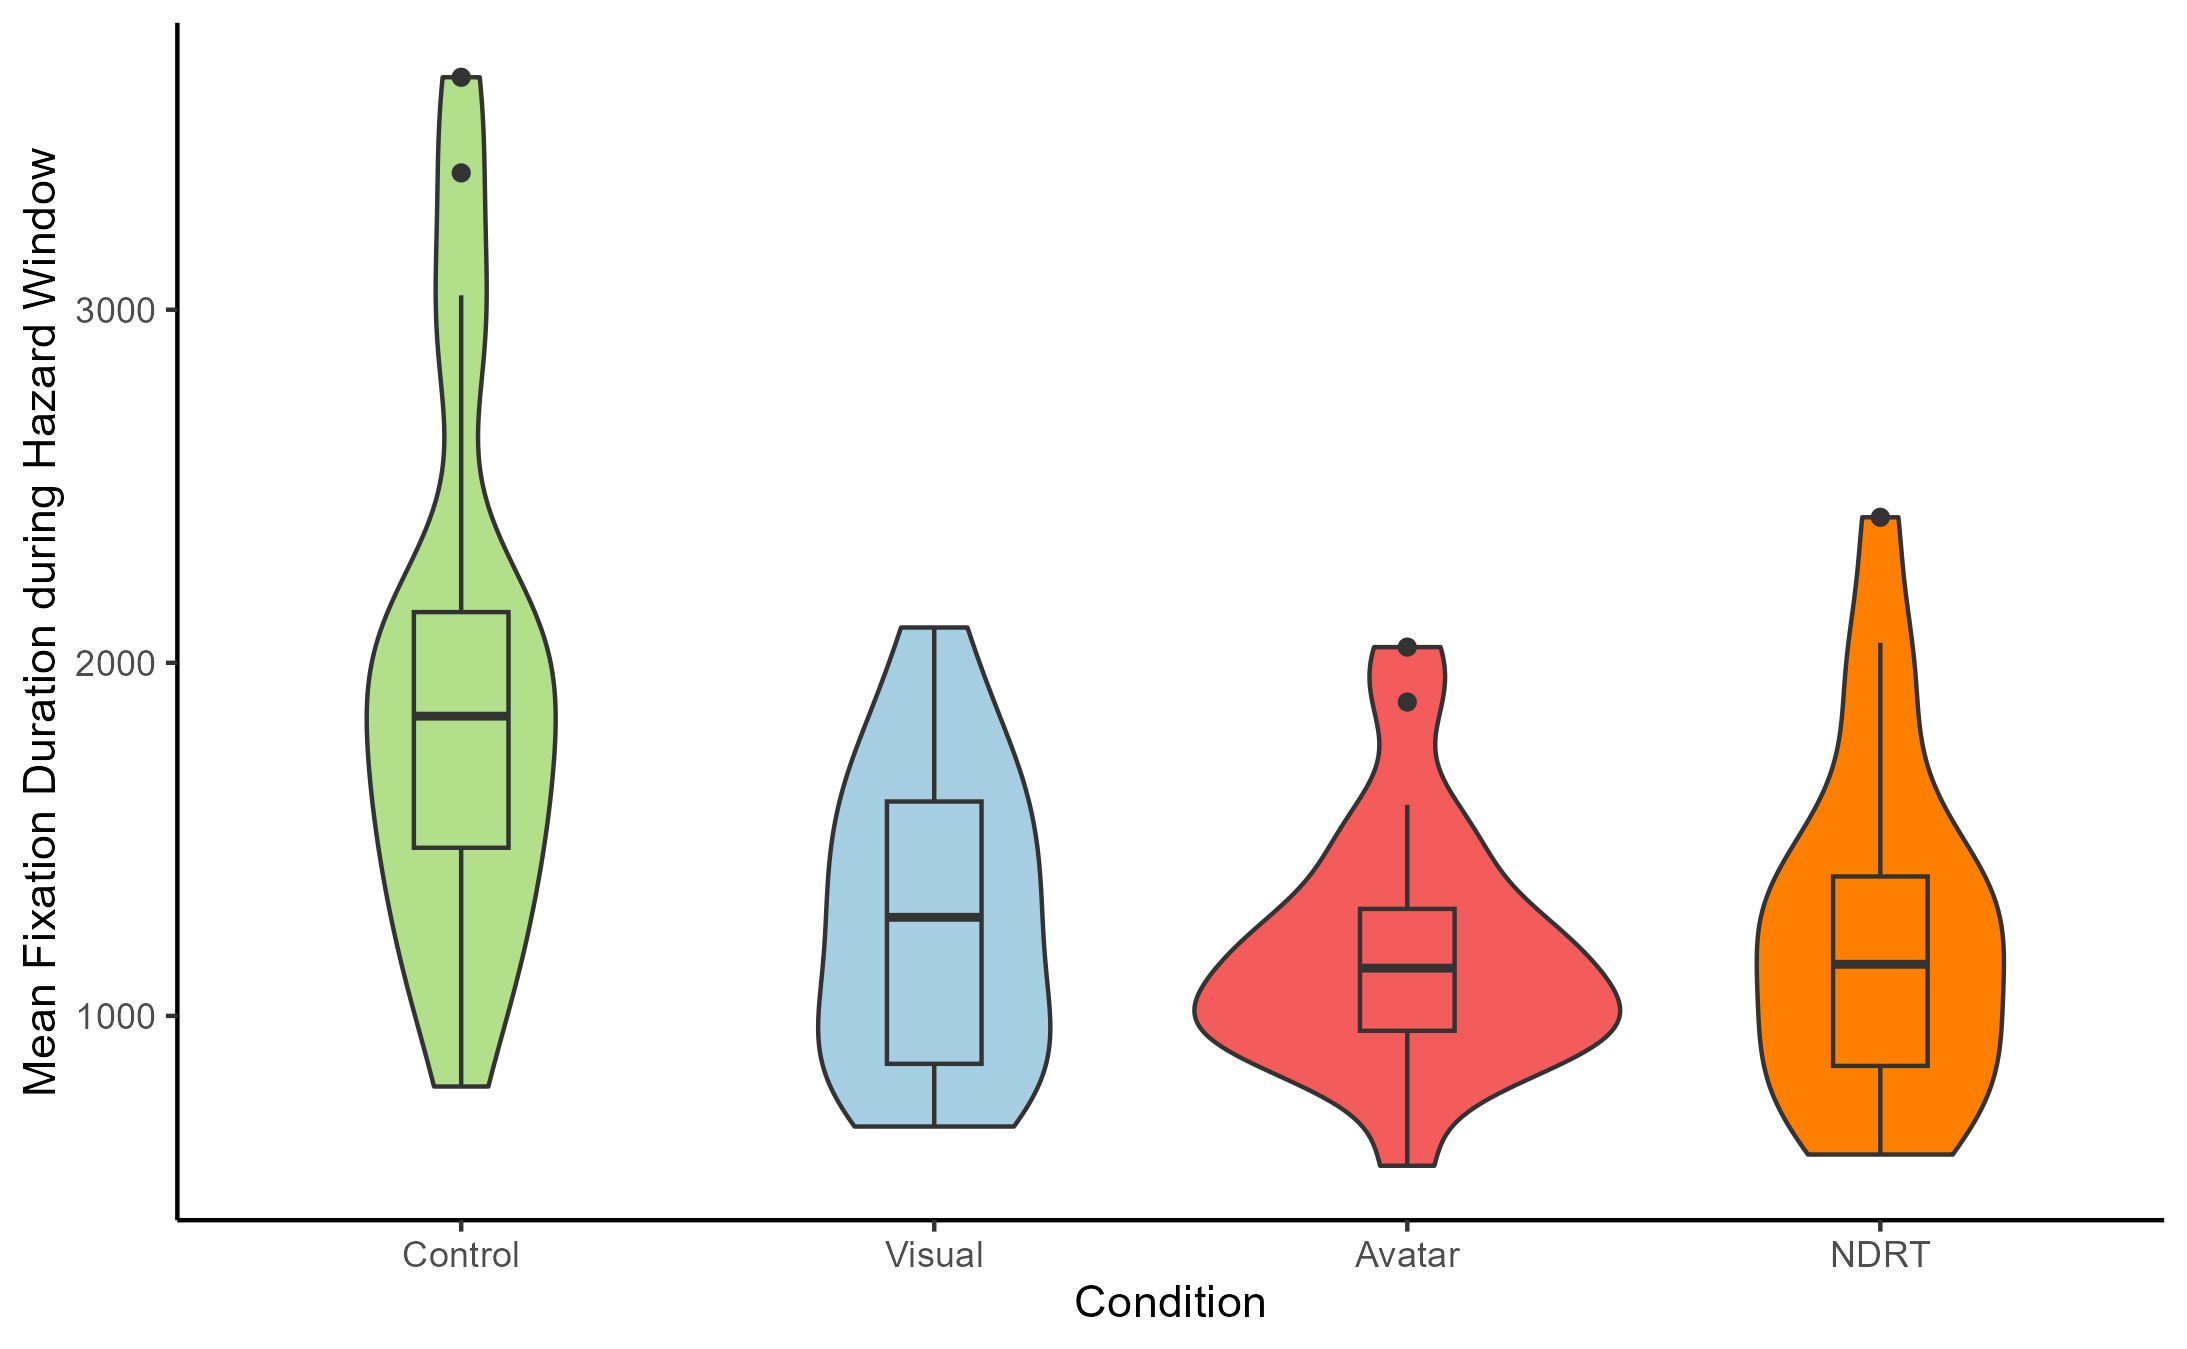 Mean Fixation Duration during Hazard Window
3000
2000
1000
Control
Visual
Avatar
NDRT
Condition